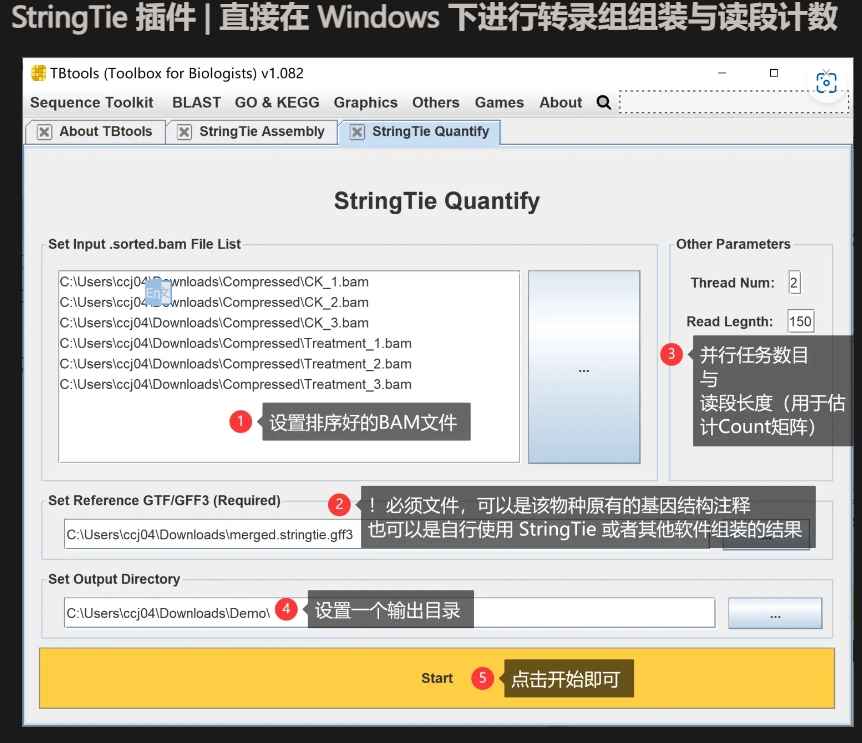 StringTie 插件 | 直接在 Windows 下进行转录组组装与读段计数
TBtools (Toolbox for Biologists) v1.082
Sequence Toolkit BLAST GO & KEGG Graphics Others Games About
About TBtools StringTie Assembly StringTie Quantify
StringTie Quantify
Set Input .sorted.bam File List
C:\Users\ccj04\Downloads\Compressed\CK_1.bam
C:\Users\ccj04\Downloads\Compressed\CK_2.bam
C:\Users\ccj04\Downloads\Compressed\CK_3.bam
C:\Users\ccj04\Downloads\Compressed\Treatment_1.bam
C:\Users\ccj04\Downloads\Compressed\Treatment_2.bam
C:\Users\ccj04\Downloads\Compressed\Treatment_3.bam
...
1 设置排序好的BAM文件
Other Parameters
Thread Num: 2
Read Legnth: 150
3 并行任务数目
与
读段长度（用于估
计Count矩阵）
Set Reference GTF/GFF3 (Required)
2 ！必须文件，可以是该物种原有的基因结构注释
也可以是自行使用 StringTie 或者其他软件组装的结果
C:\Users\ccj04\Downloads\merged.stringtie.gff3
Set Output Directory
C:\Users\ccj04\Downloads\Demo\ 4 设置一个输出目录 ...
Start 5 点击开始即可